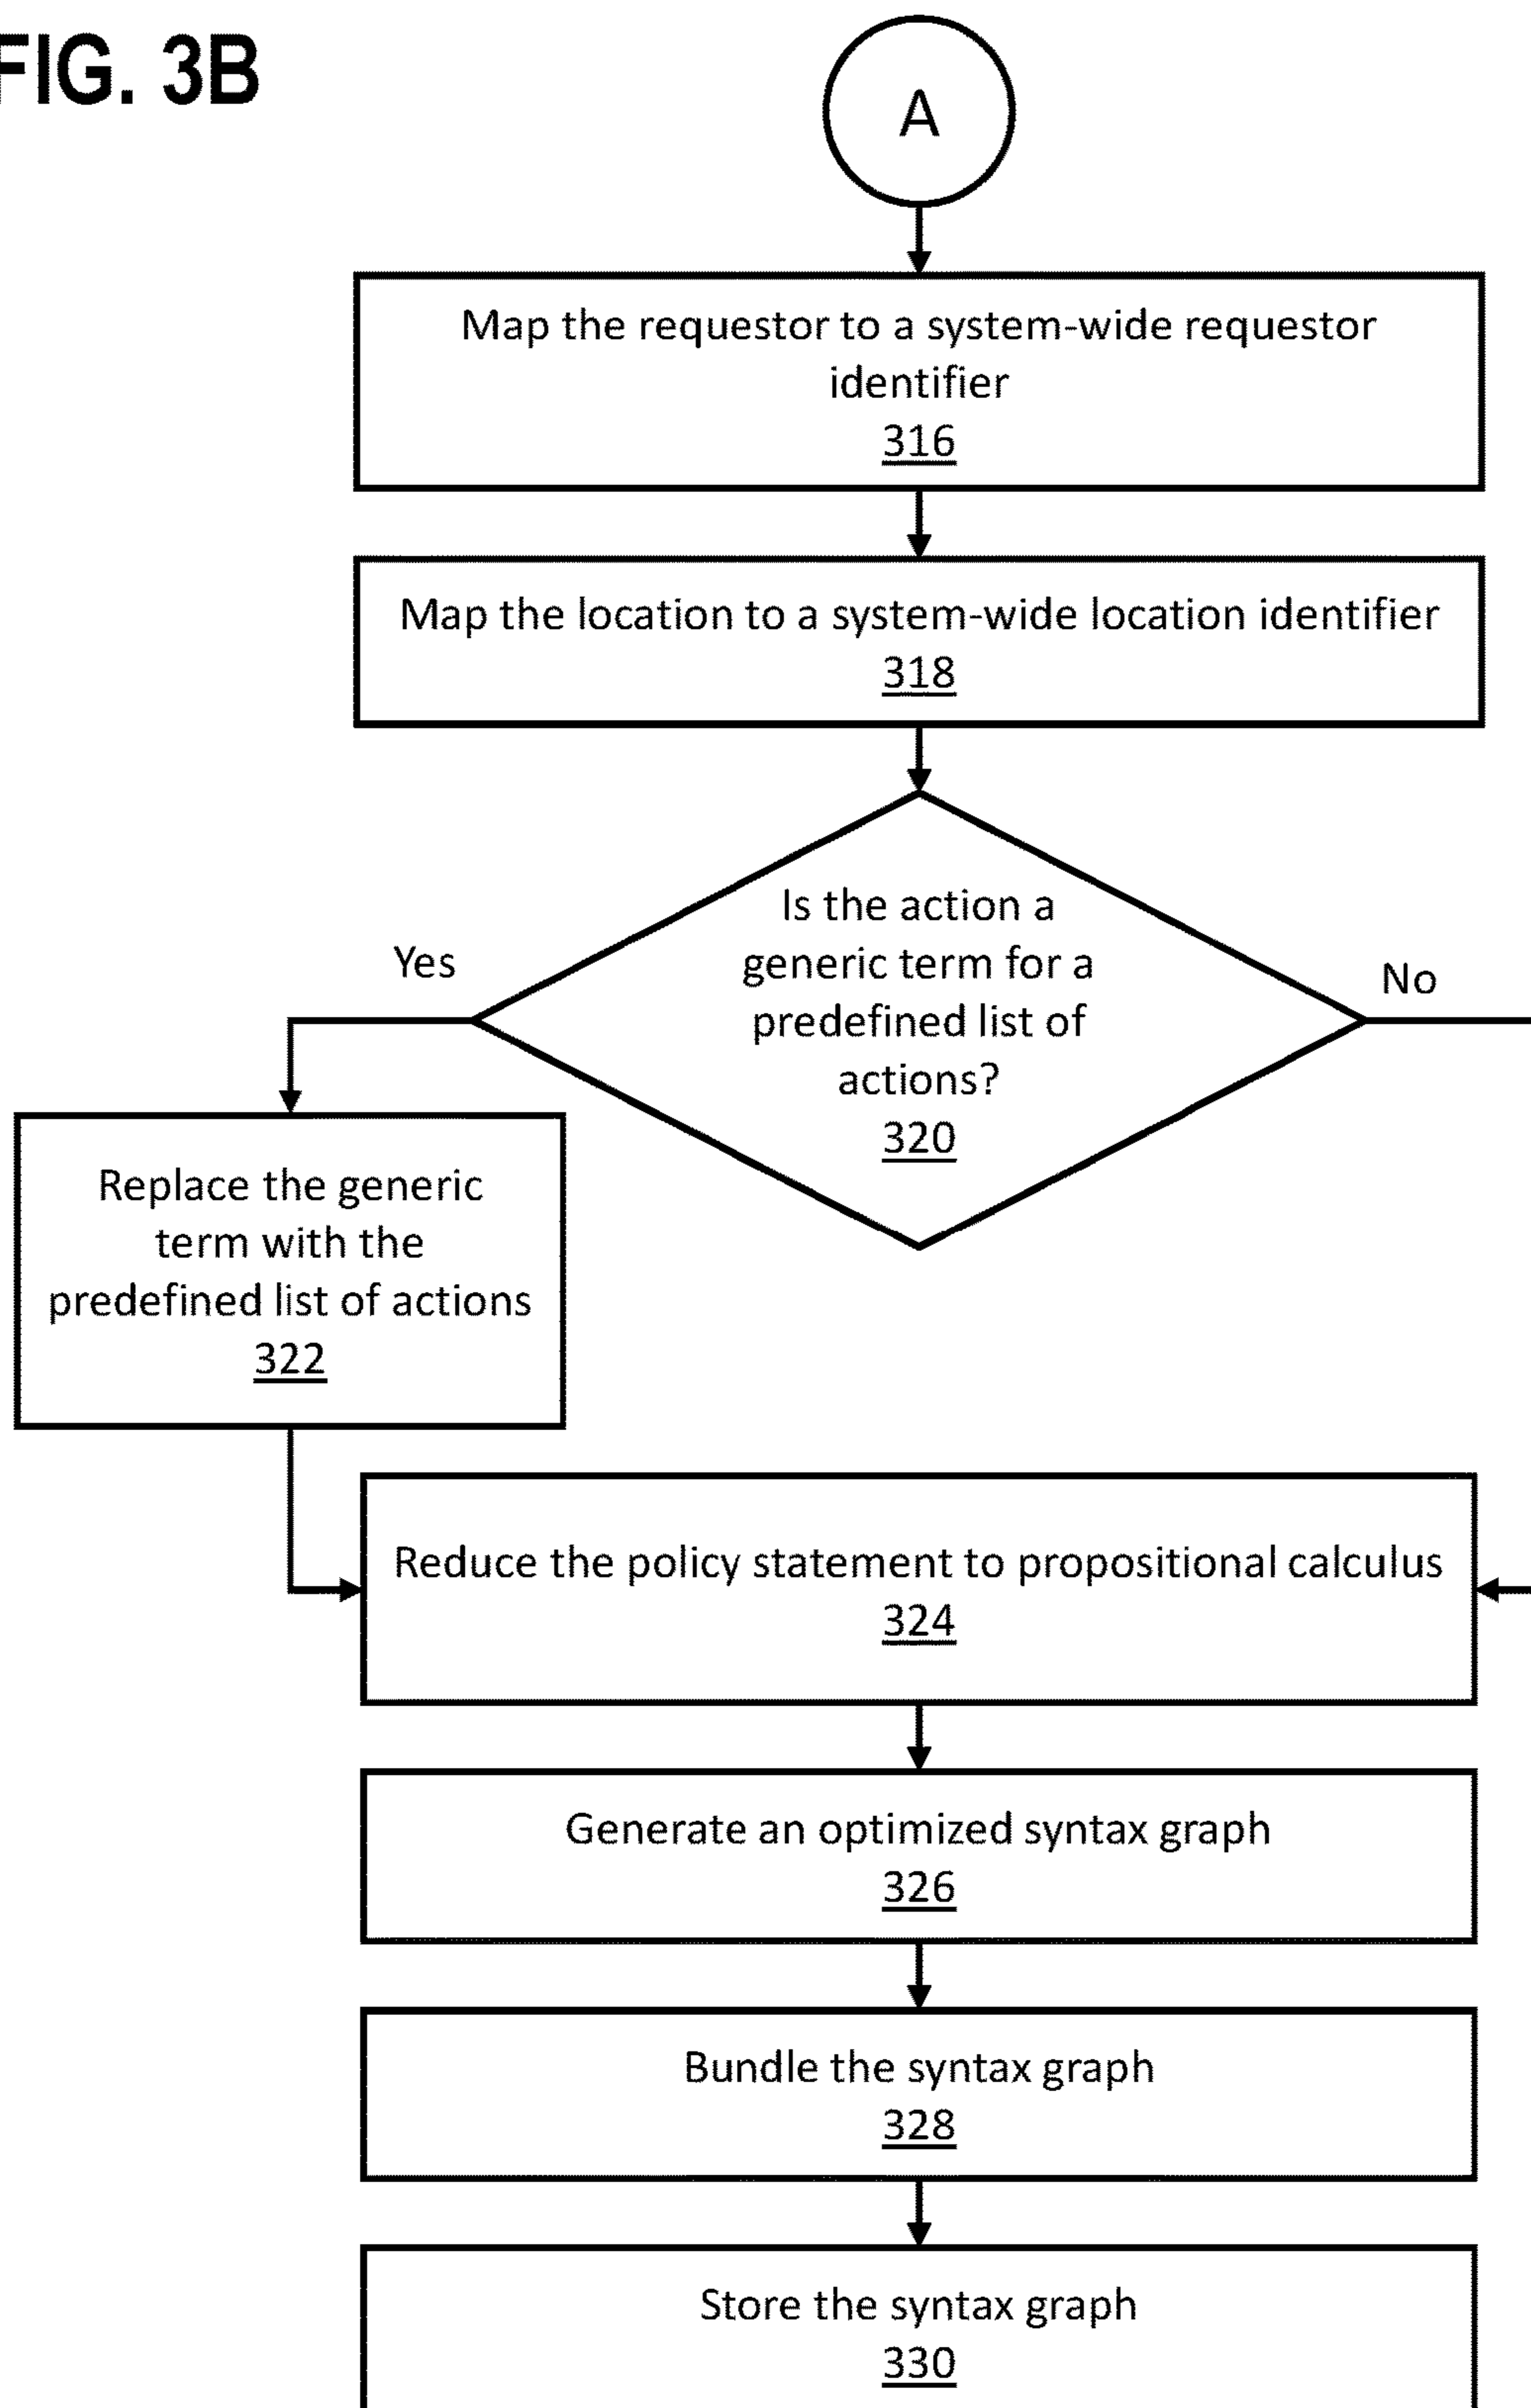 FIG. 3B
A
Map the requestor to a system-wide requestor
identifier
316
Map the location to a system-wide location identifier
318
Is the action a
generic term for a
predefined list of
actions?
320
Yes
No
Replace the generic
term with the
predefined list of actions
322
Reduce the policy statement to propositional calculus
324
Generate an optimized syntax graph
326
Bundle the syntax graph
328
Store the syntax graph
330